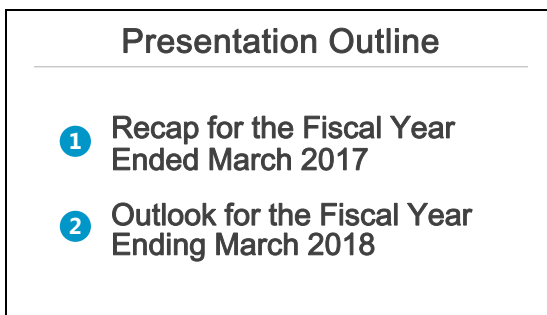 Presentation Outline
1 Recap for the Fiscal Year
Ended March 2017
2 Outlook for the Fiscal Year
Ending March 2018